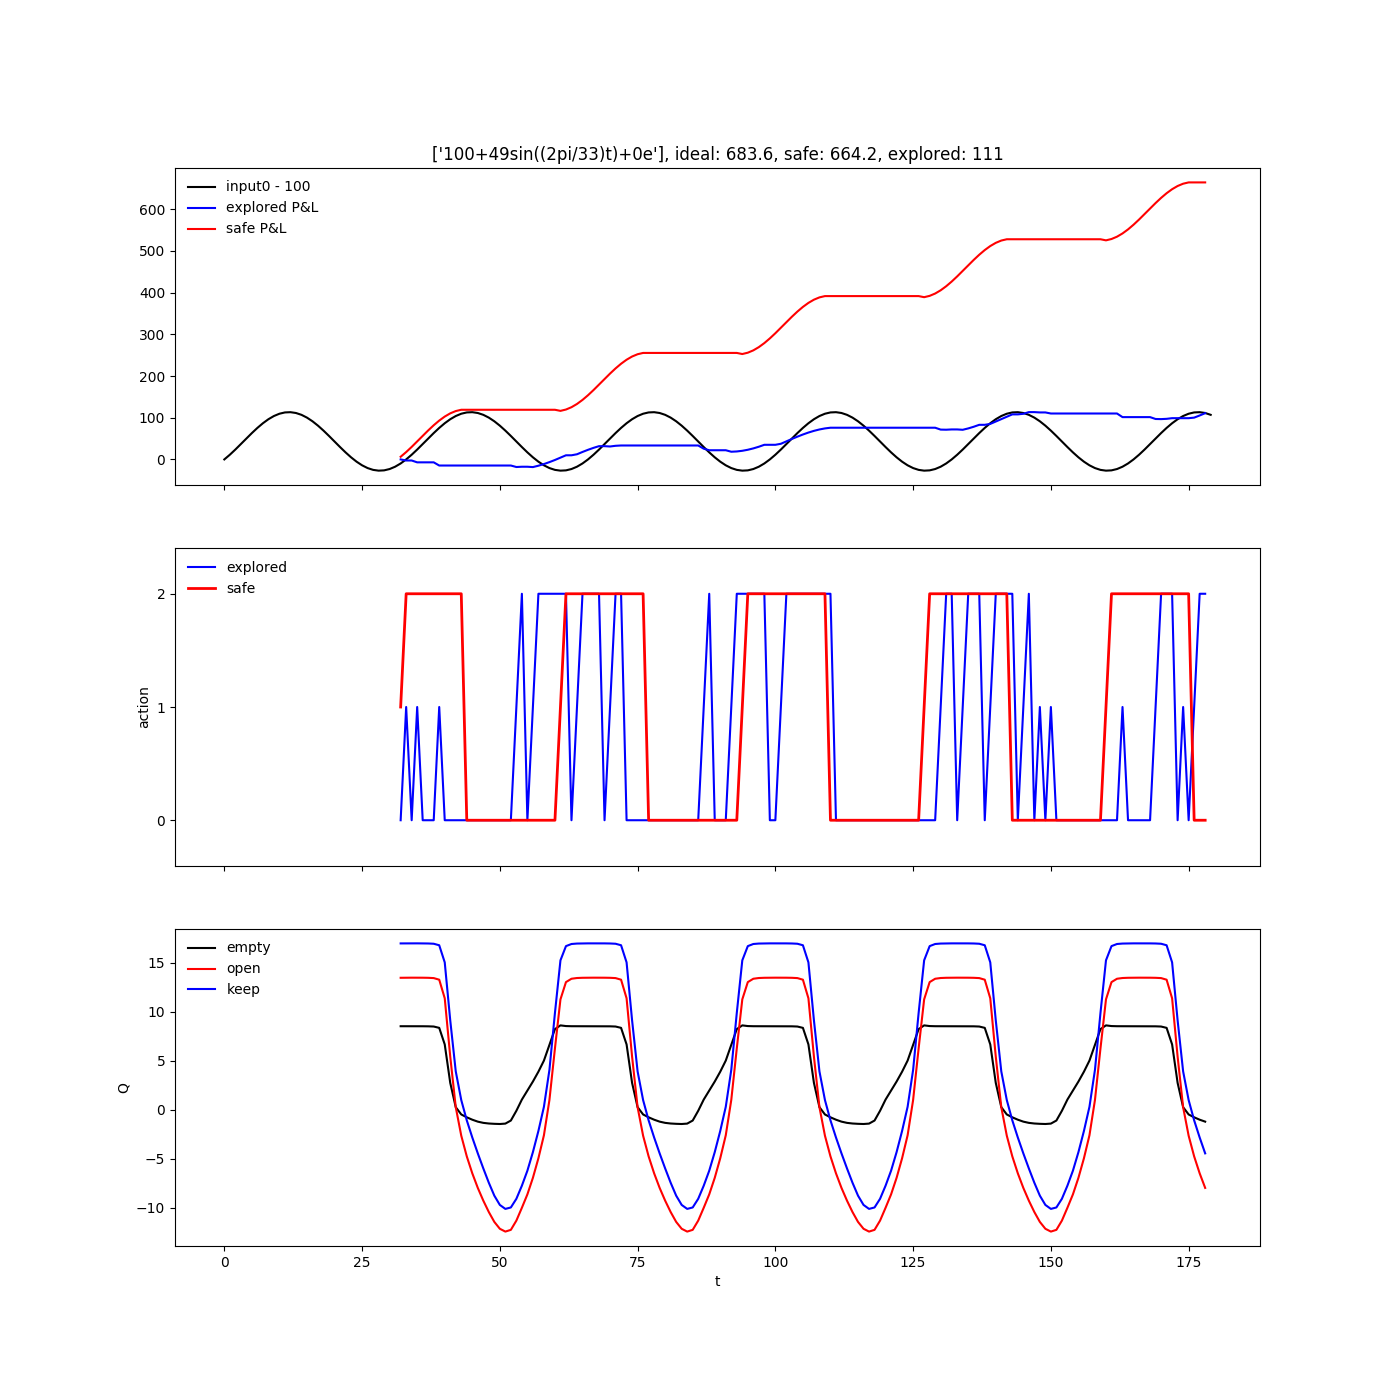 ['100+49sin((2pi/33)t)+0e'], ideal: 683.6, safe: 664.2, explored: 111
input0 - 100
explored P&L
safe P&L
600
500
400
300
200
100
0
explored
safe
2
1
0
action
empty
open
keep
15
10
5
0
−5
−10
Q
0 25 50 75 100 125 150 175
t